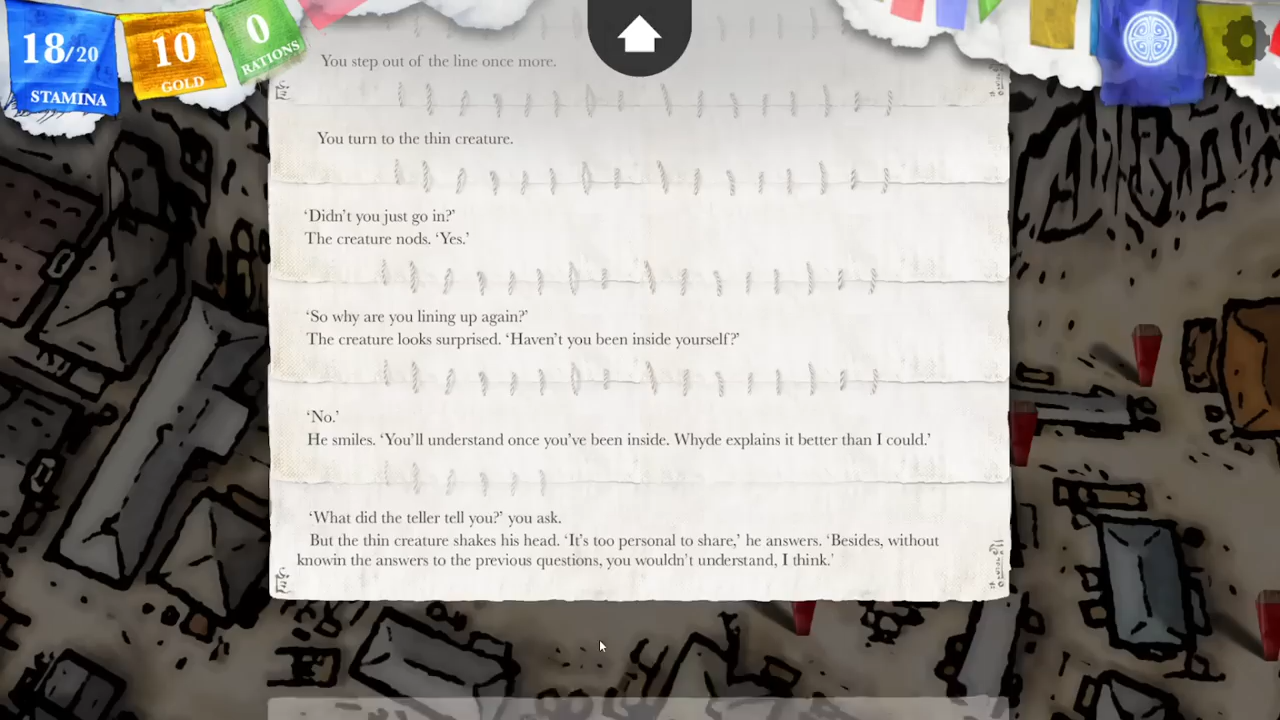 18/20
STAMINA
10
GOLD
0
RATIONS
You step out of the line once more.
You turn to the thin creature.
‘Didn’t you just go in?’
The creature nods. ‘Yes.’
‘So why are you lining up again?’
The creature looks surprised. ‘Haven’t you been inside yourself?’
‘No.’
He smiles. ‘You’ll understand once you’ve been inside. Whyde explains it better than I could.’
‘What did the teller tell you?’ you ask.
But the thin creature shakes his head. ‘It’s too personal to share,’ he answers. ‘Besides, without
knowin the answers to the previous questions, you wouldn’t understand, I think.’